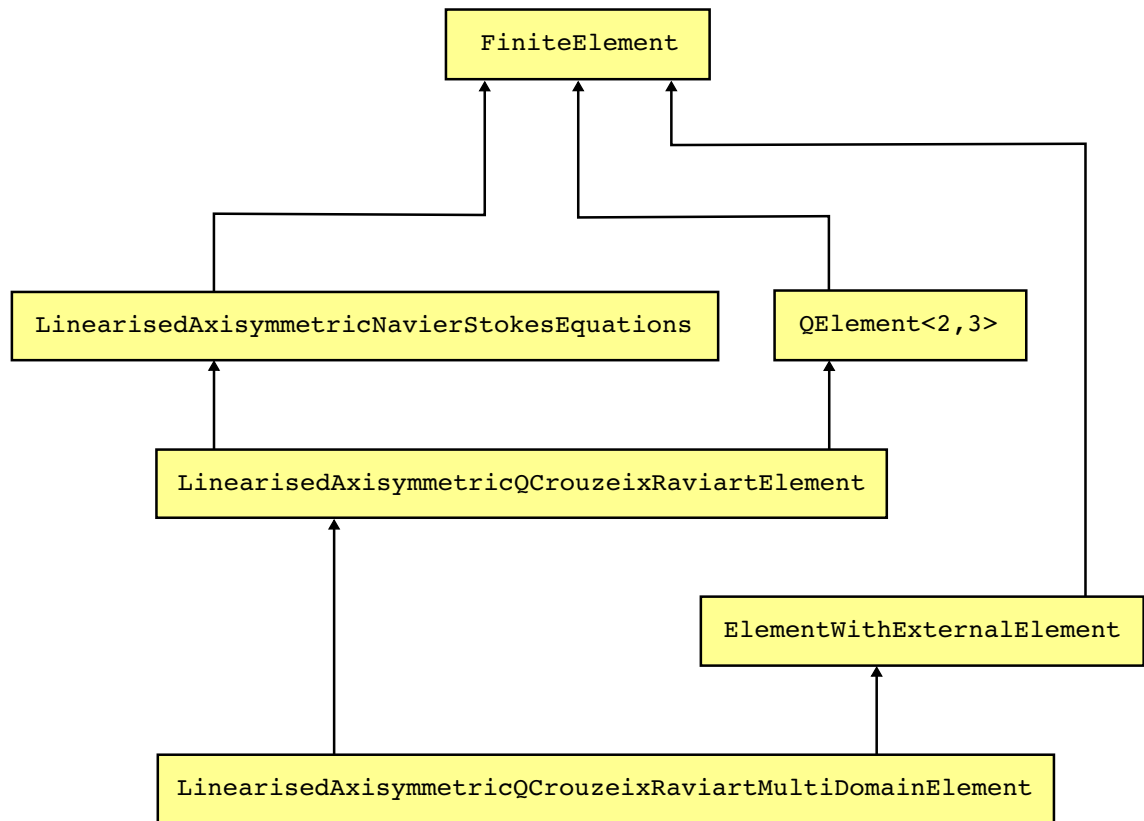 FiniteElement
LinearisedAxisymmetricNavierStokesEquations
QElement<2,3>
LinearisedAxisymmetricQCrouzeixRaviartElement
ElementWithExternalElement
LinearisedAxisymmetricQCrouzeixRaviartMultiDomainElement